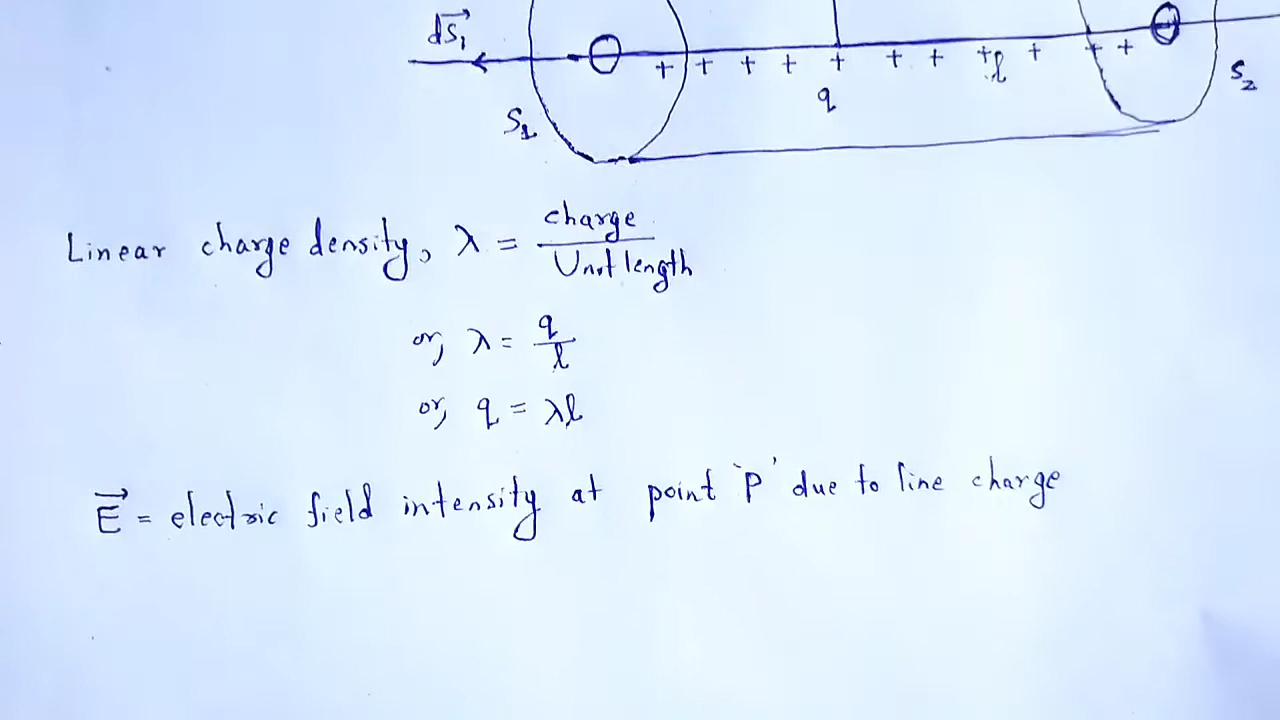 dS₁
+ + + + + + + + + + +
l
q
S₁
S₂
Linear charge density, λ = charge / Unit length
or, λ = q / l
or, q = λl
E⃗ = electric field intensity at point 'P' due to line charge